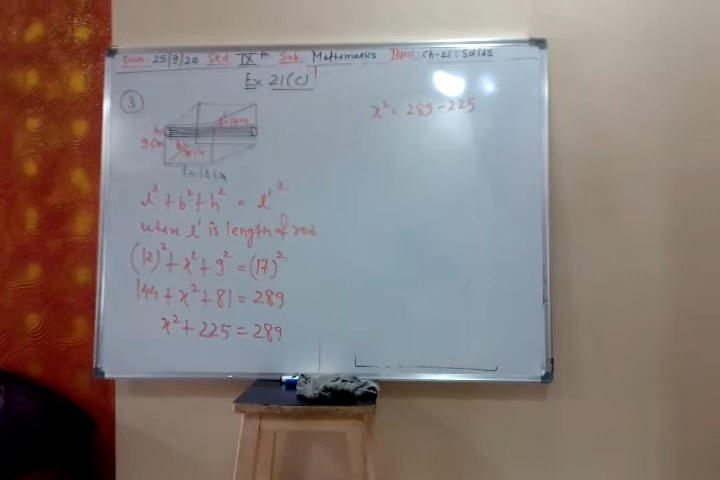 Date: 25/9/20 Std: IXth Sub: Mathematics Topic: Ch-21: Solids
Ex 21(c)
3
9cm
l² + b² + h² = l'²
where l' is length of rod
(12)² + x² + 9² = (17)²
144 + x² + 81 = 289
x² + 225 = 289
x² = 289 - 225